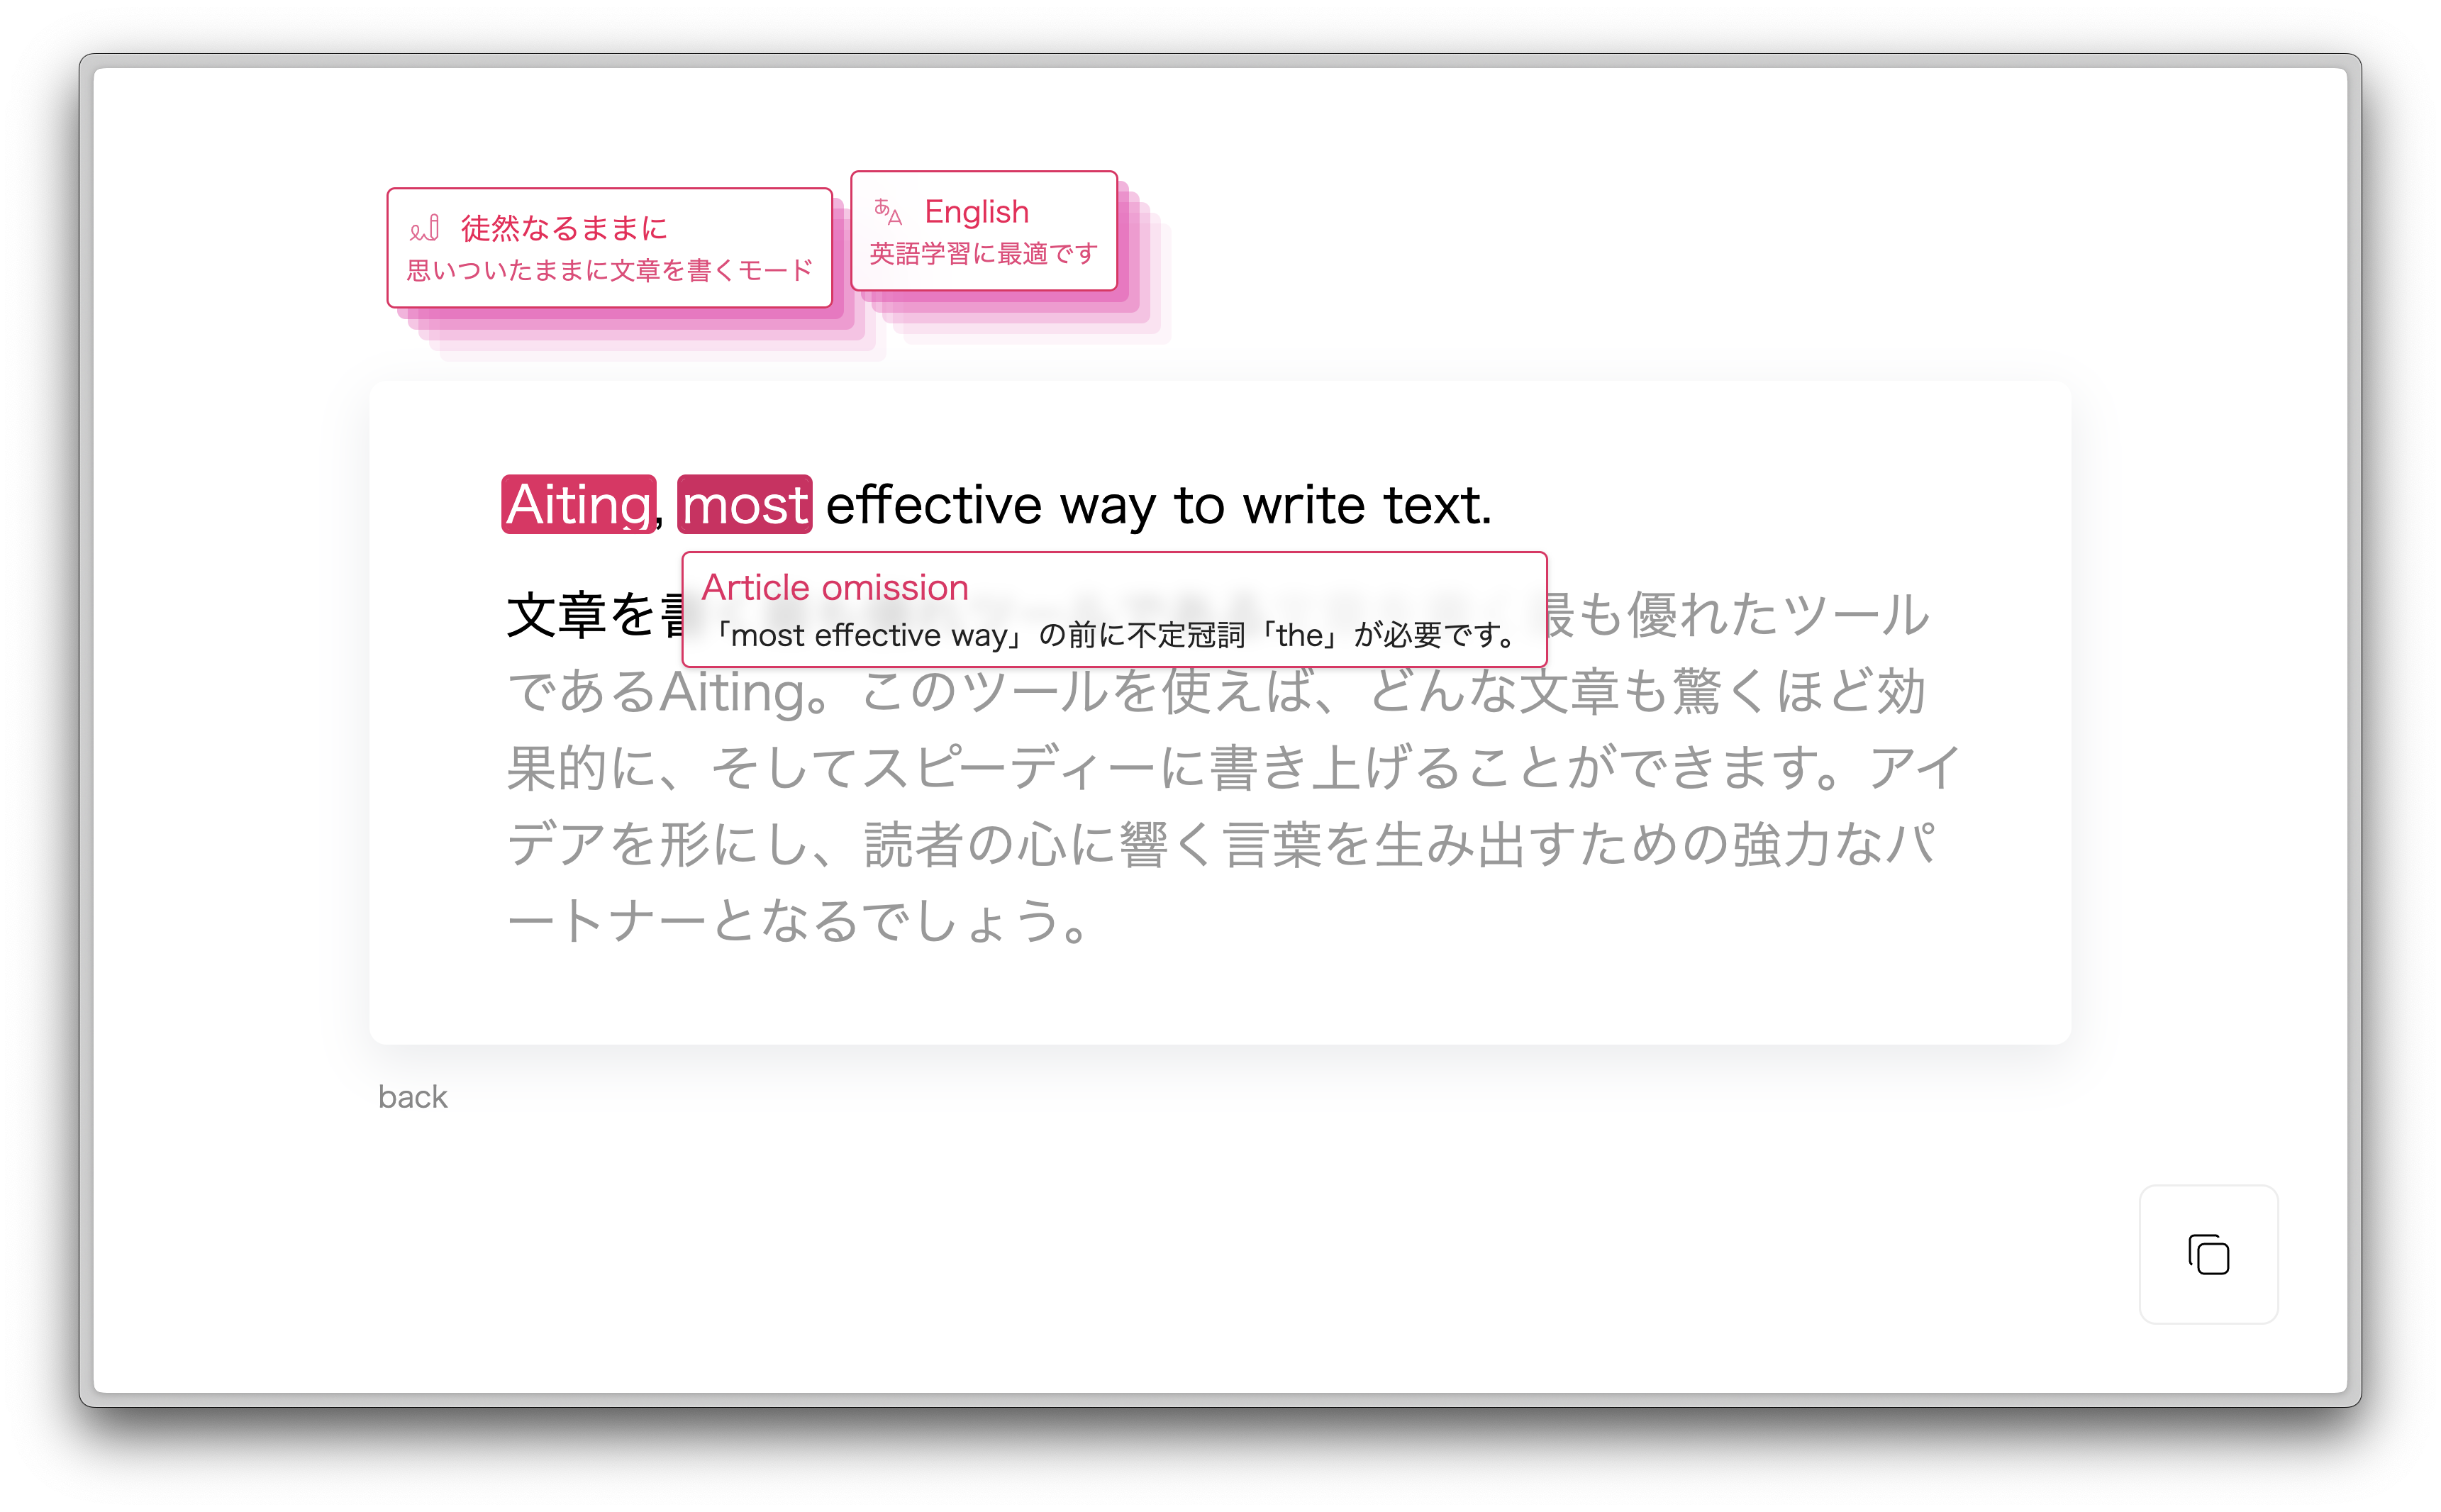 徒然なるままに
思いついたままに文章を書くモード
あA English
英語学習に最適です
Aiting, most effective way to write text.
Article omission
「most effective way」の前に不定冠詞「the」が必要です。
文章を書 最も優れたツール
であるAiting。このツールを使えば、どんな文章も驚くほど効
果的に、そしてスピーディーに書き上げることができます。アイ
デアを形にし、読者の心に響く言葉を生み出すための強力なパ
ートナーとなるでしょう。
back